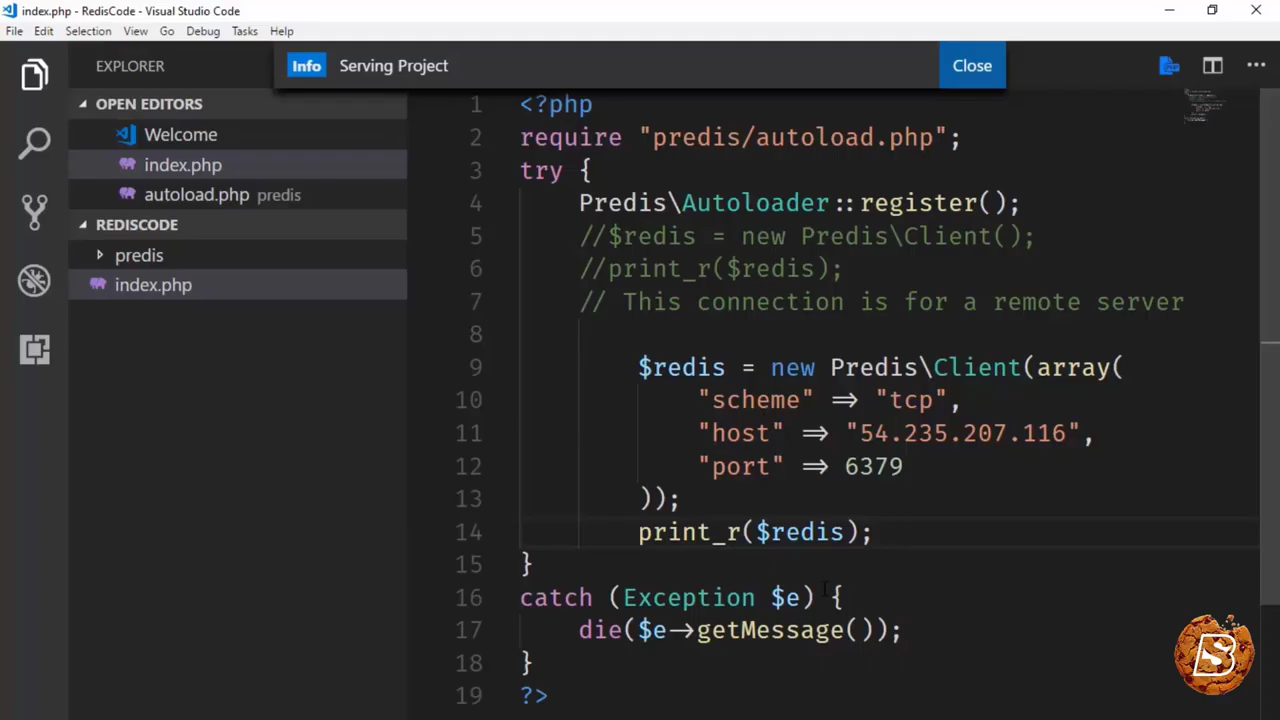 index.php - RedisCode - Visual Studio Code
File Edit Selection View Go Debug Tasks Help
EXPLORER
Info Serving Project Close
OPEN EDITORS
Welcome
index.php
autoload.php predis
REDISCODE
predis
index.php
1 <?php
2 require "predis/autoload.php";
3 try {
4 Predis\Autoloader::register();
5 //$redis = new Predis\Client();
6 //print_r($redis);
7 // This connection is for a remote server
8
9 $redis = new Predis\Client(array(
10 "scheme" => "tcp",
11 "host" => "54.235.207.116",
12 "port" => 6379
13 ));
14 print_r($redis);
15 }
16 catch (Exception $e) {
17 die($e->getMessage());
18 }
19 ?>